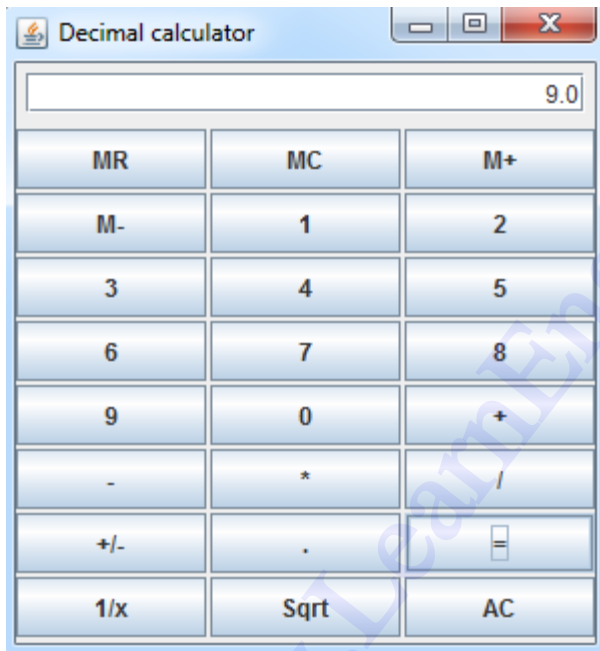 Decimal calculator
9.0
MR MC M+
M- 1 2
3 4 5
6 7 8
9 0 +
- * /
+/- . =
1/x Sqrt AC